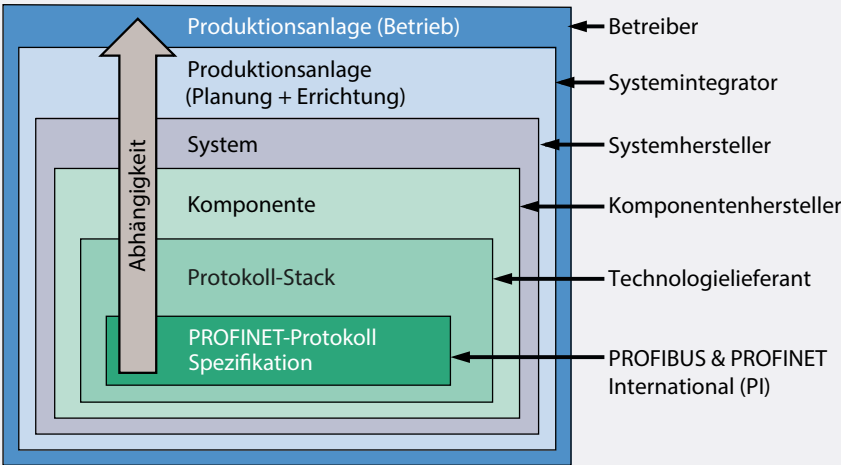 Produktionsanlage (Betrieb)
Betreiber
Produktionsanlage
(Planung + Errichtung)
Systemintegrator
System
Systemhersteller
Komponente
Komponentenhersteller
Protokoll-Stack
Technologielieferant
PROFINET-Protokoll
Spezifikation
PROFIBUS & PROFINET
International (PI)
Abhängigkeit